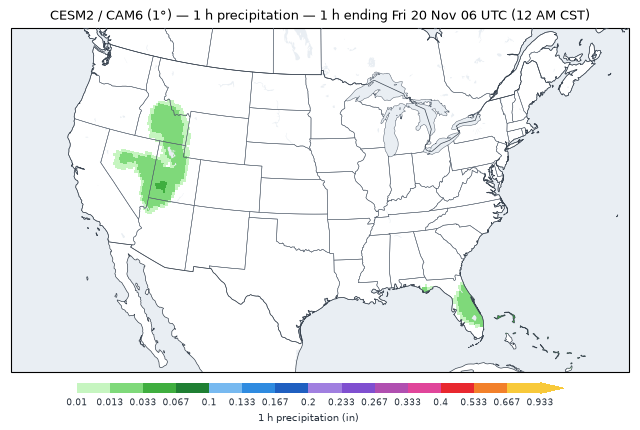 CESM2 / CAM6 (1°) — 1 h precipitation — 1 h ending Fri 20 Nov 06 UTC (12 AM CST)
0.01 0.013 0.033 0.067 0.1 0.133 0.167 0.2 0.233 0.267 0.333 0.4 0.533 0.667 0.933
1 h precipitation (in)